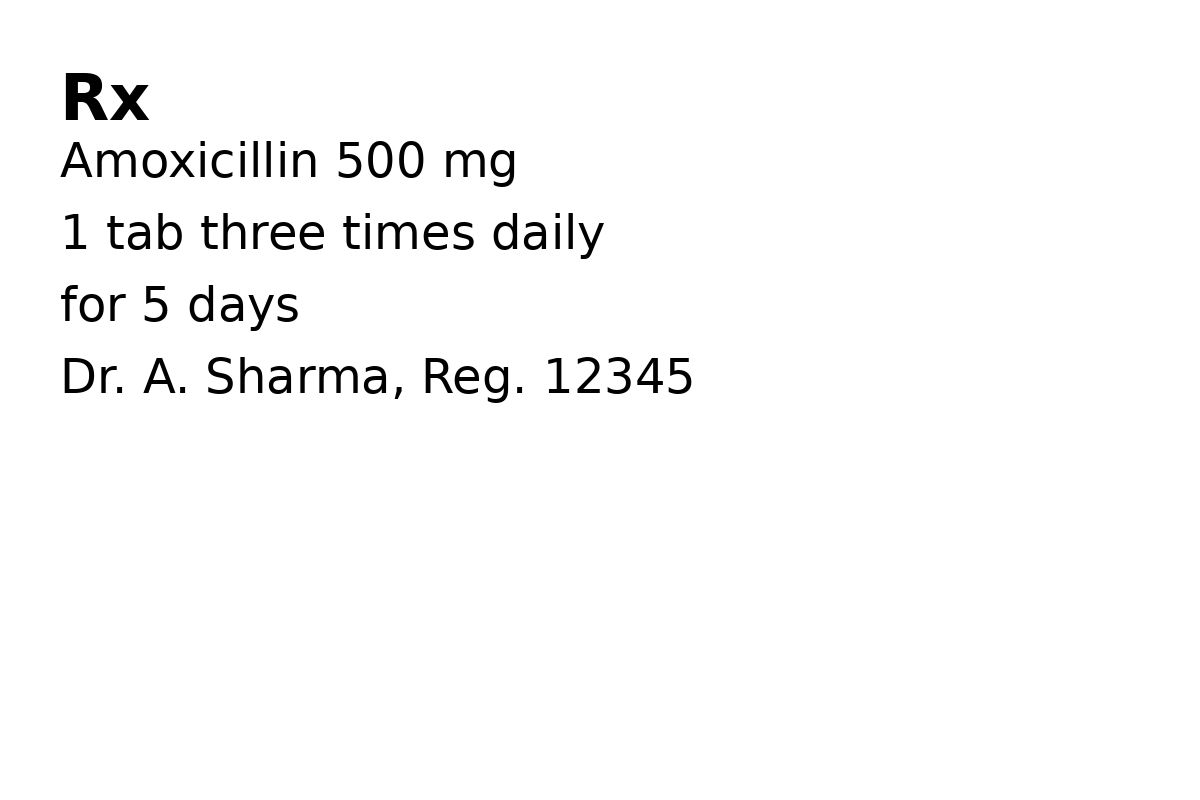 Rx
Amoxicillin 500 mg
1 tab three times daily
for 5 days
Dr. A. Sharma, Reg. 12345